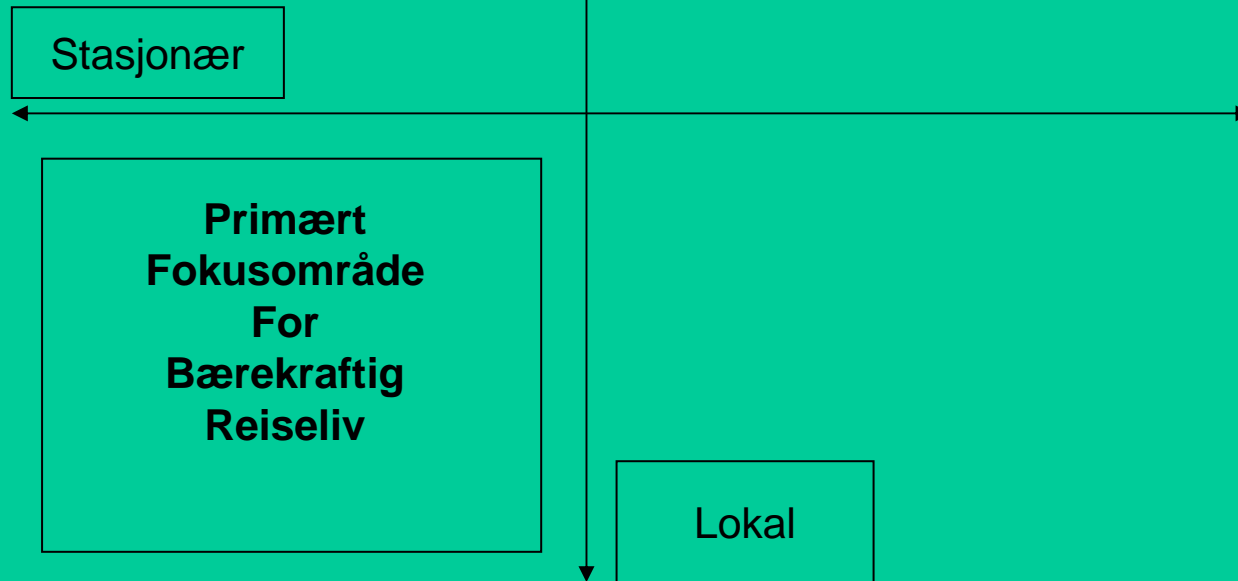 Stasjonær
Primært
Fokusområde
For
Bærekraftig
Reiseliv
Lokal